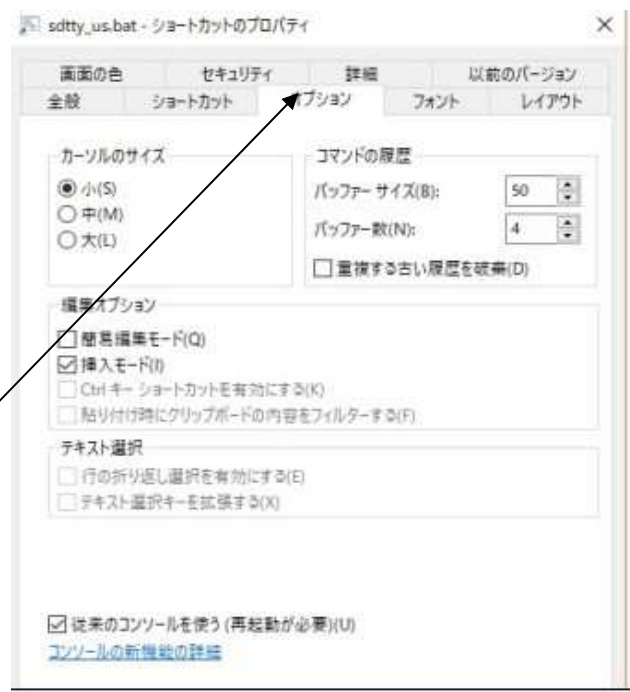 sdtty_us.bat - ショートカットのプロパティ
画面の色 セキュリティ 詳細 以前のバージョン
全般 ショートカット オプション フォント レイアウト
カーソルのサイズ
小(S)
中(M)
大(L)
コマンドの履歴
バッファー サイズ(B): 50
バッファー数(N): 4
重複する古い履歴を破棄(D)
編集オプション
簡易編集モード(Q)
挿入モード(I)
Ctrl キー ショートカットを有効にする(K)
貼り付け時にクリップボードの内容をフィルターする(F)
テキスト選択
行の折り返し選択を有効にする(E)
テキスト選択キーを拡張する(X)
従来のコンソールを使う (再起動が必要)(U)
コンソールの新機能の詳細